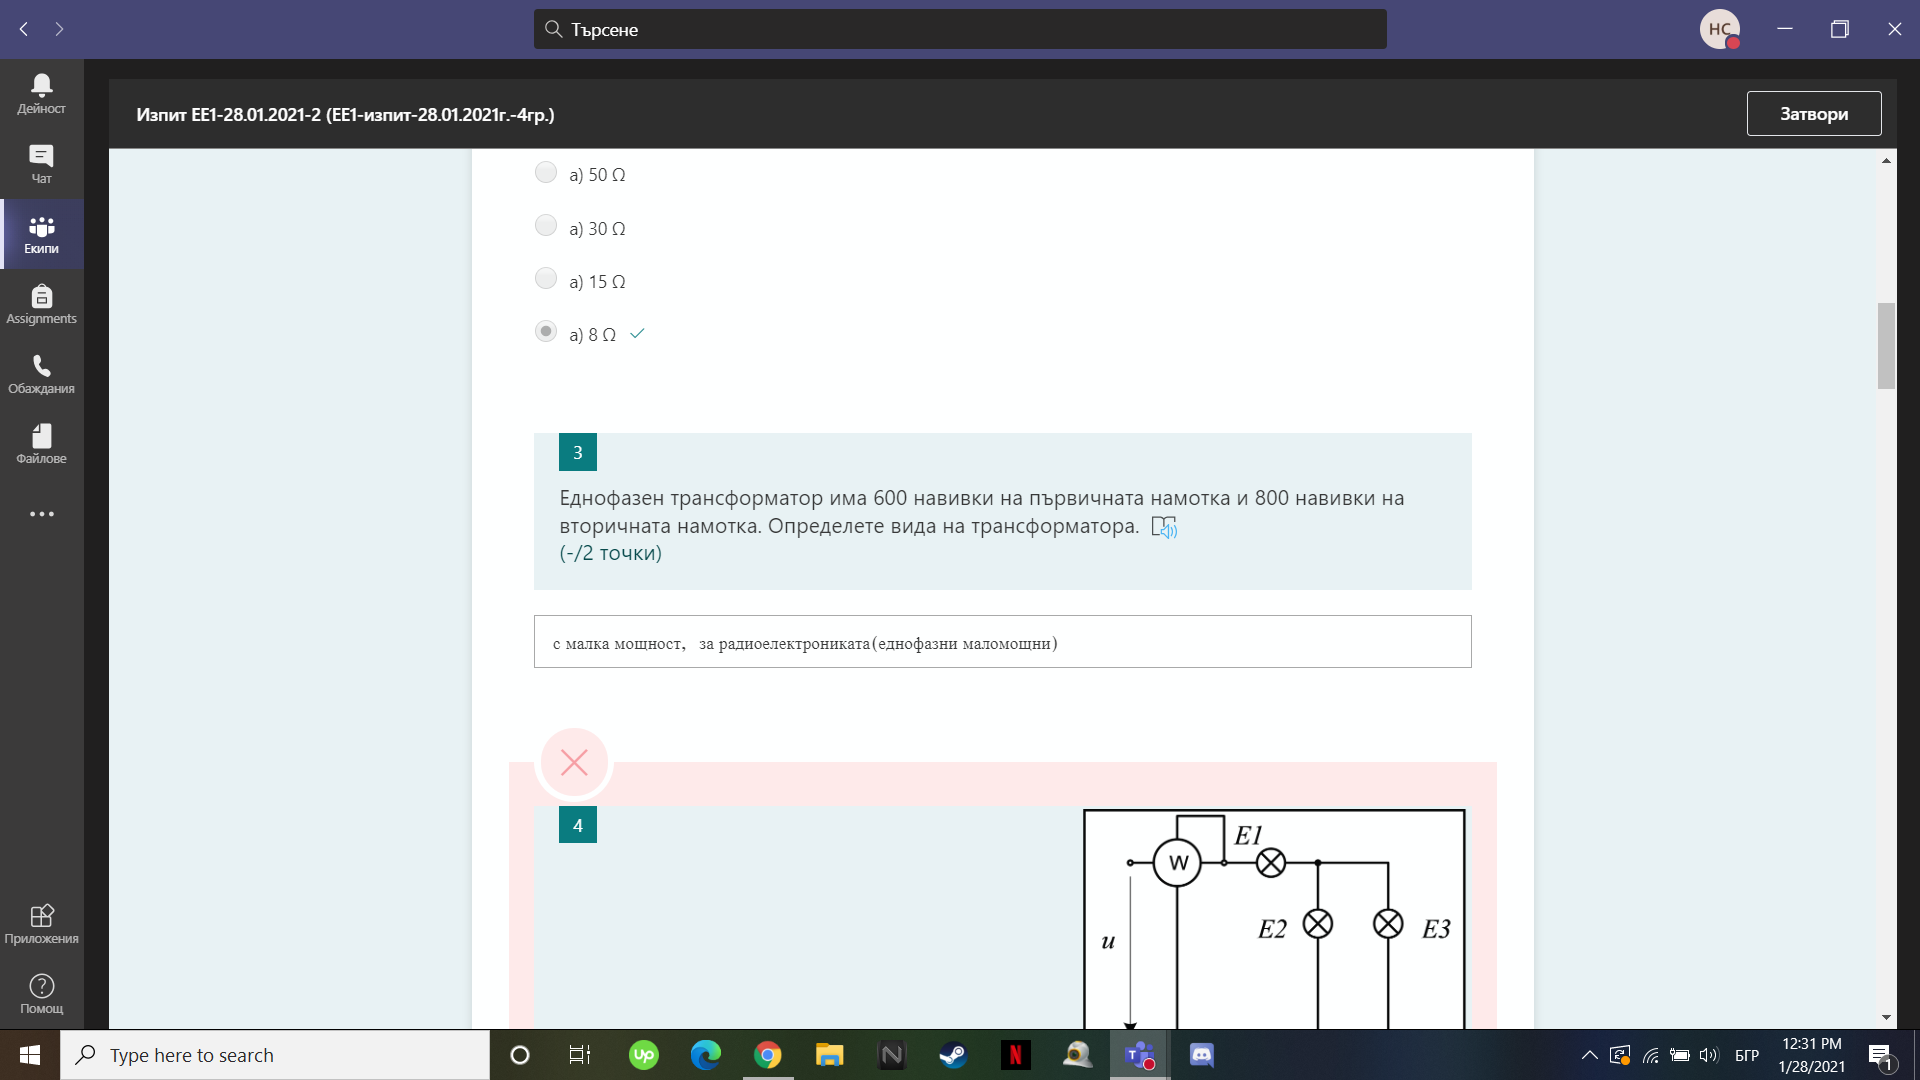 Търсене
НС
Дейност
Чат
Екипи
Assignments
Обаждания
Файлове
Приложения
Помощ
Изпит ЕЕ1-28.01.2021-2 (ЕЕ1-изпит-28.01.2021г.-4гр.)
Затвори
а) 50 Ω
а) 30 Ω
а) 15 Ω
а) 8 Ω
3
Еднофазен трансформатор има 600 навивки на първичната намотка и 800 навивки на
вторичната намотка. Определете вида на трансформатора.
(-/2 точки)
с малка мощност, за радиоелектрониката(еднофазни маломощни)
4
W
E1
E2
E3
u
Type here to search
Up
N
N
T
БГР
12:31 PM
1/28/2021
1